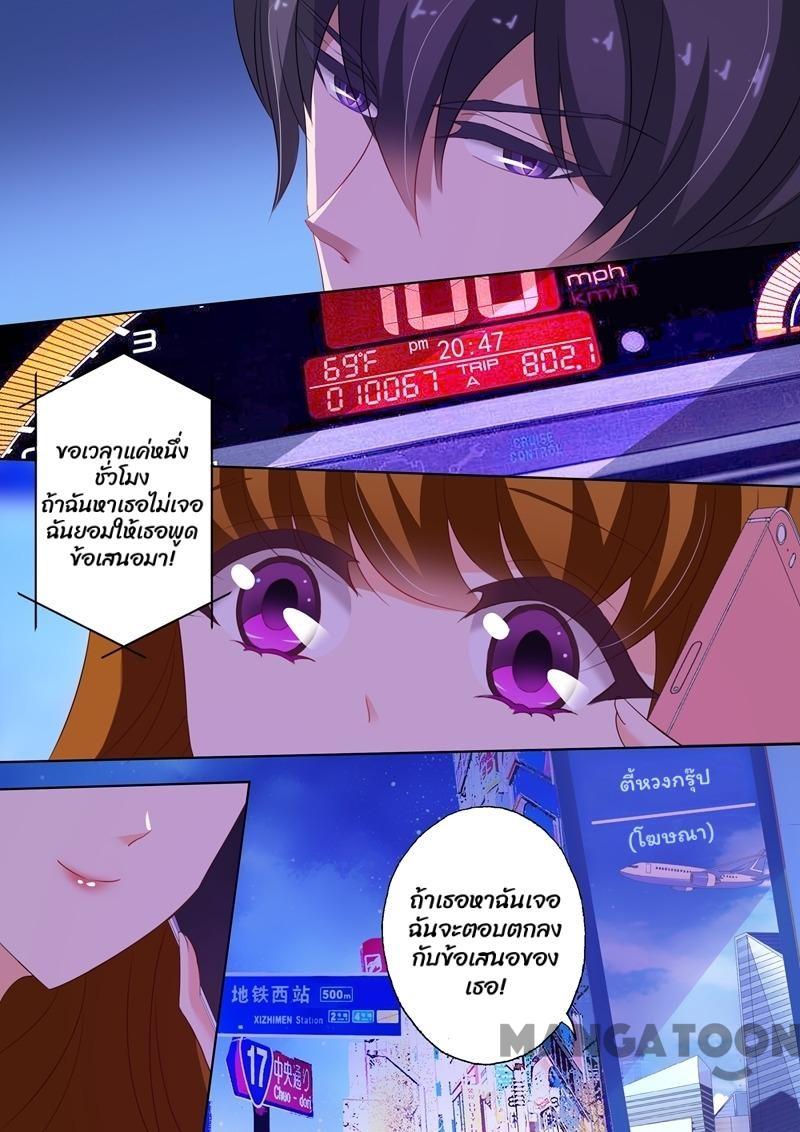 100 mph
km/h
3
69°F pm 20:47
010067 TRIP A 802.1
CRUISE
CONTROL
ขอเวลาแค่หนึ่ง
ชั่วโมง
ถ้าฉันหาเธอไม่เจอ
ฉันยอมให้เธอพูด
ข้อเสนอมา!
ตี้หวงกรุ๊ป
(โฆษณา)
ถ้าเธอหาฉันเจอ
ฉันจะตอบตกลง
กับข้อเสนอของ
เธอ!
地铁西站 500m
XIZHIMEN Station
17 中央通り
Chuo-dori
MANGATOON